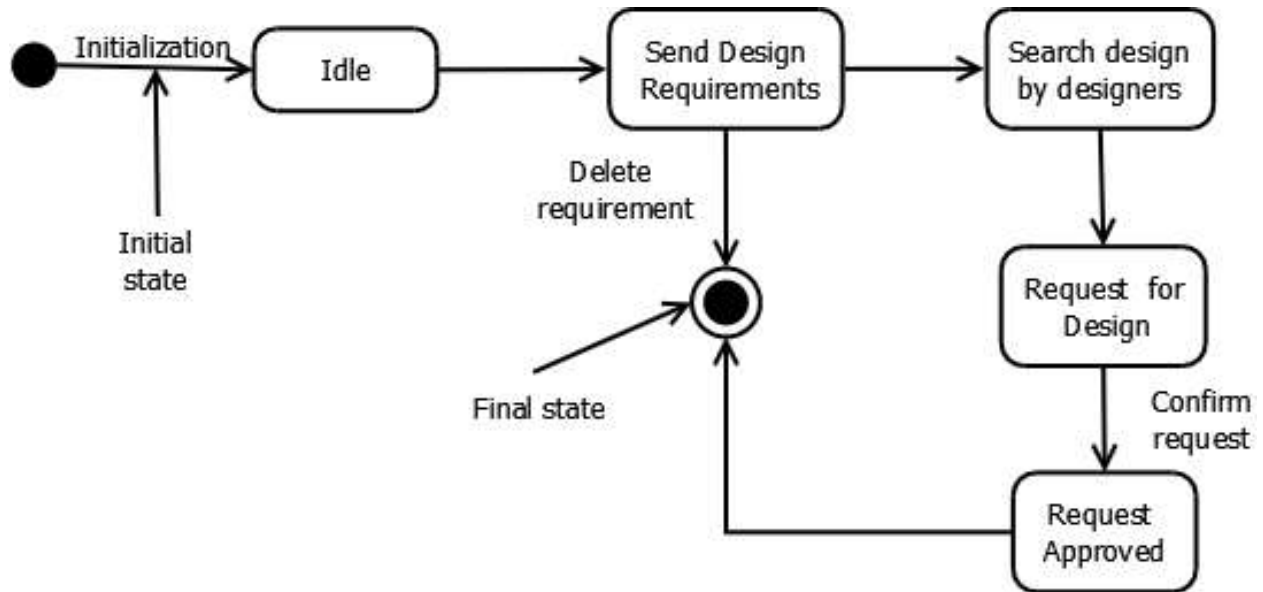 Initialization
Idle
Send Design
Requirements
Search design
by designers
Delete
requirement
Initial
state
Request for
Design
Final state
Confirm
request
Request
Approved